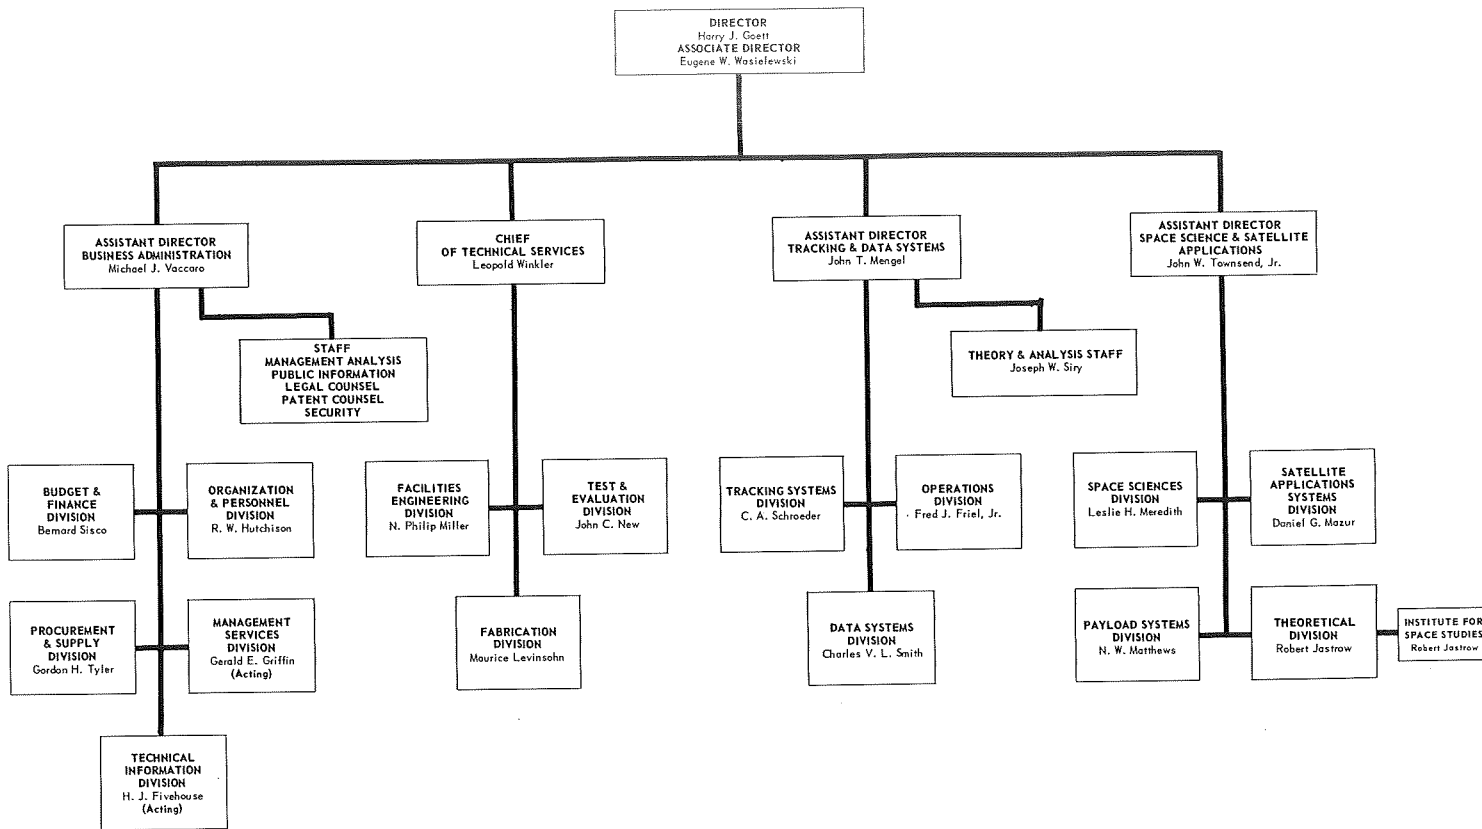 DIRECTOR
Harry J. Goett
ASSOCIATE DIRECTOR
Eugene W. Wasielewski
ASSISTANT DIRECTOR
BUSINESS ADMINISTRATION
Michael J. Vaccaro
CHIEF
OF TECHNICAL SERVICES
Leopold Winkler
ASSISTANT DIRECTOR
TRACKING & DATA SYSTEMS
John T. Mengel
ASSISTANT DIRECTOR
SPACE SCIENCE & SATELLITE
APPLICATIONS
John W. Townsend, Jr.
STAFF
MANAGEMENT ANALYSIS
PUBLIC INFORMATION
LEGAL COUNSEL
PATENT COUNSEL
SECURITY
THEORY & ANALYSIS STAFF
Joseph W. Siry
BUDGET &
FINANCE
DIVISION
Bernard Sisco
ORGANIZATION
& PERSONNEL
DIVISION
R. W. Hutchison
FACILITIES
ENGINEERING
DIVISION
N. Philip Miller
TEST &
EVALUATION
DIVISION
John C. New
TRACKING SYSTEMS
DIVISION
C. A. Schroeder
OPERATIONS
DIVISION
Fred J. Friel, Jr.
SPACE SCIENCES
DIVISION
Leslie H. Meredith
SATELLITE
APPLICATIONS
SYSTEMS
DIVISION
Daniel G. Mazur
PROCUREMENT
& SUPPLY
DIVISION
Gordon H. Tyler
MANAGEMENT
SERVICES
DIVISION
Gerald E. Griffin
(Acting)
FABRICATION
DIVISION
Maurice Levinsohn
DATA SYSTEMS
DIVISION
Charles V. L. Smith
PAYLOAD SYSTEMS
DIVISION
N. W. Matthews
THEORETICAL
DIVISION
Robert Jastrow
INSTITUTE FOR
SPACE STUDIES
Robert Jastrow
TECHNICAL
INFORMATION
DIVISION
H. J. Fivehouse
(Acting)